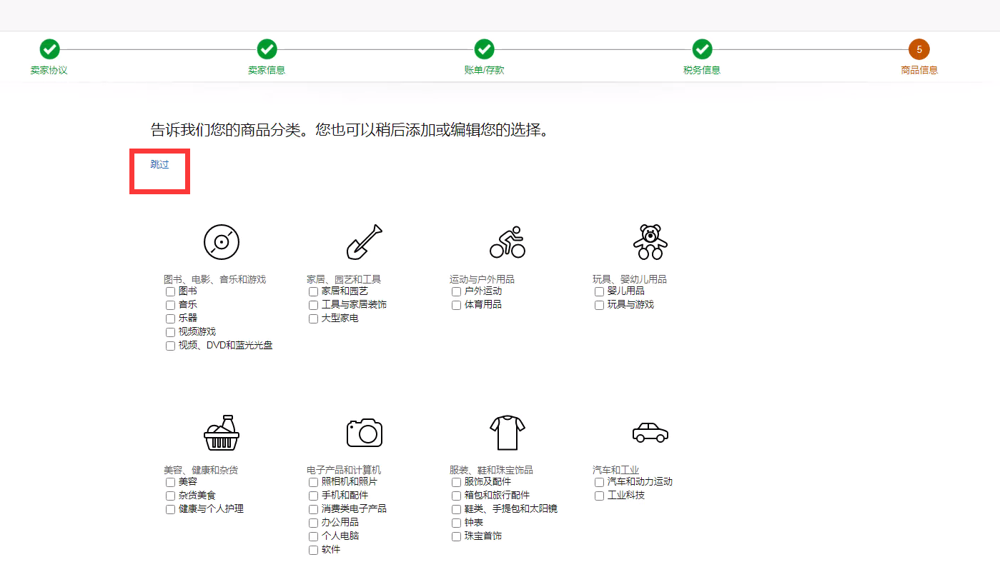 卖家协议
卖家信息
账单/存款
税务信息
5
商品信息
告诉我们您的商品分类。您也可以稍后添加或编辑您的选择。
跳过
图书、电影、音乐和游戏
图书
音乐
乐器
视频游戏
视频、DVD和蓝光光盘
家居、园艺和工具
家居和园艺
工具与家居装饰
大型家电
运动与户外用品
户外运动
体育用品
玩具、婴幼儿用品
婴儿用品
玩具与游戏
美容、健康和杂货
美容
杂货美食
健康与个人护理
电子产品和计算机
照相机和照片
手机和配件
消费类电子产品
办公用品
个人电脑
软件
服装、鞋和珠宝饰品
服饰及配件
箱包和旅行配件
鞋类、手提包和太阳镜
钟表
珠宝首饰
汽车和工业
汽车和动力运动
工业科技